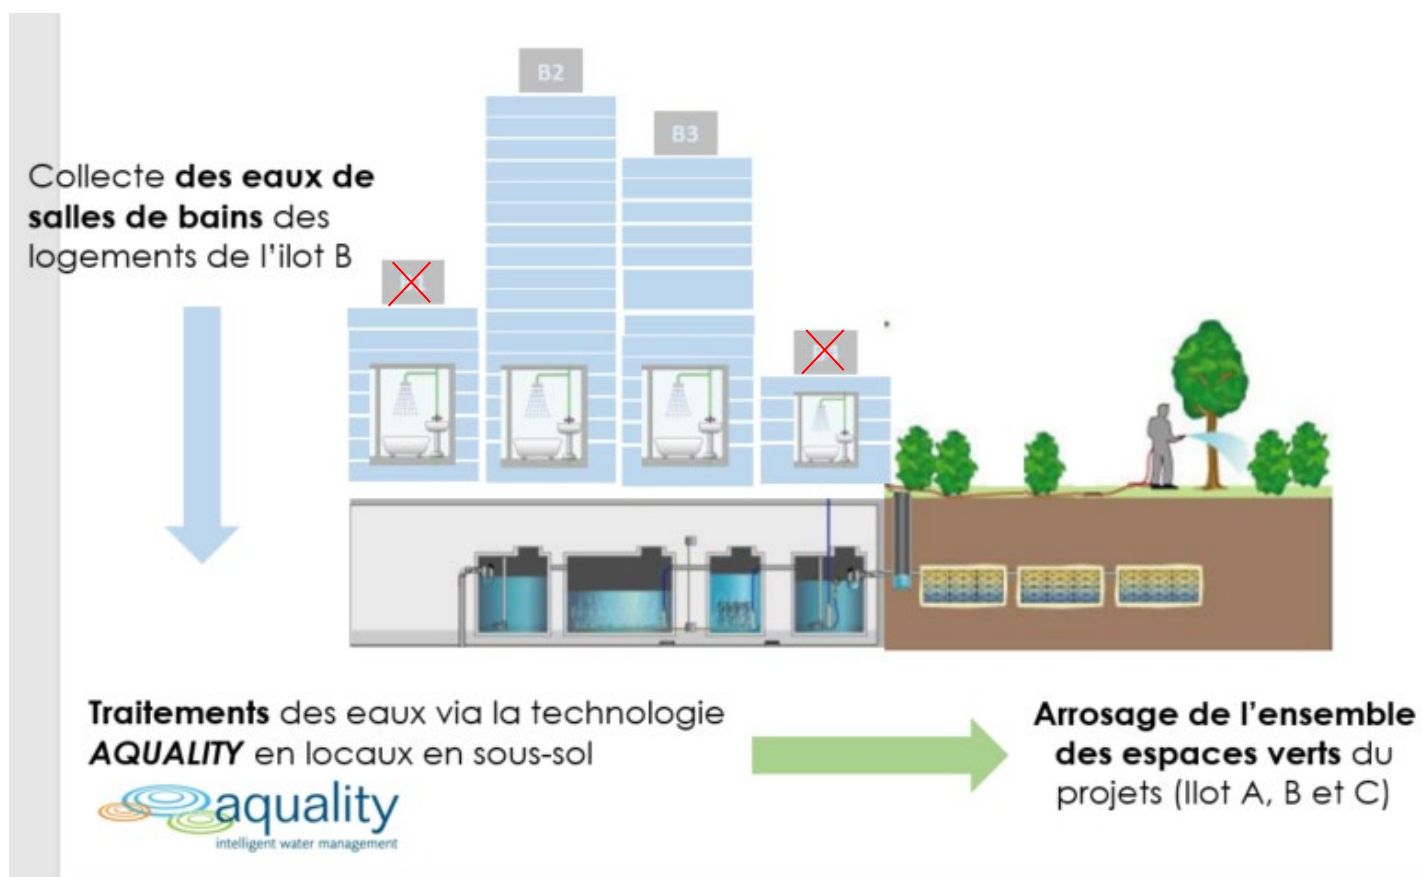 B2
B3
Collecte des eaux de
salles de bains des
logements de l'ilot B
Traitements des eaux via la technologie
AQUALITY en locaux en sous-sol
aquality
intelligent water management
Arrosage de l'ensemble
des espaces verts du
projets (Ilot A, B et C)